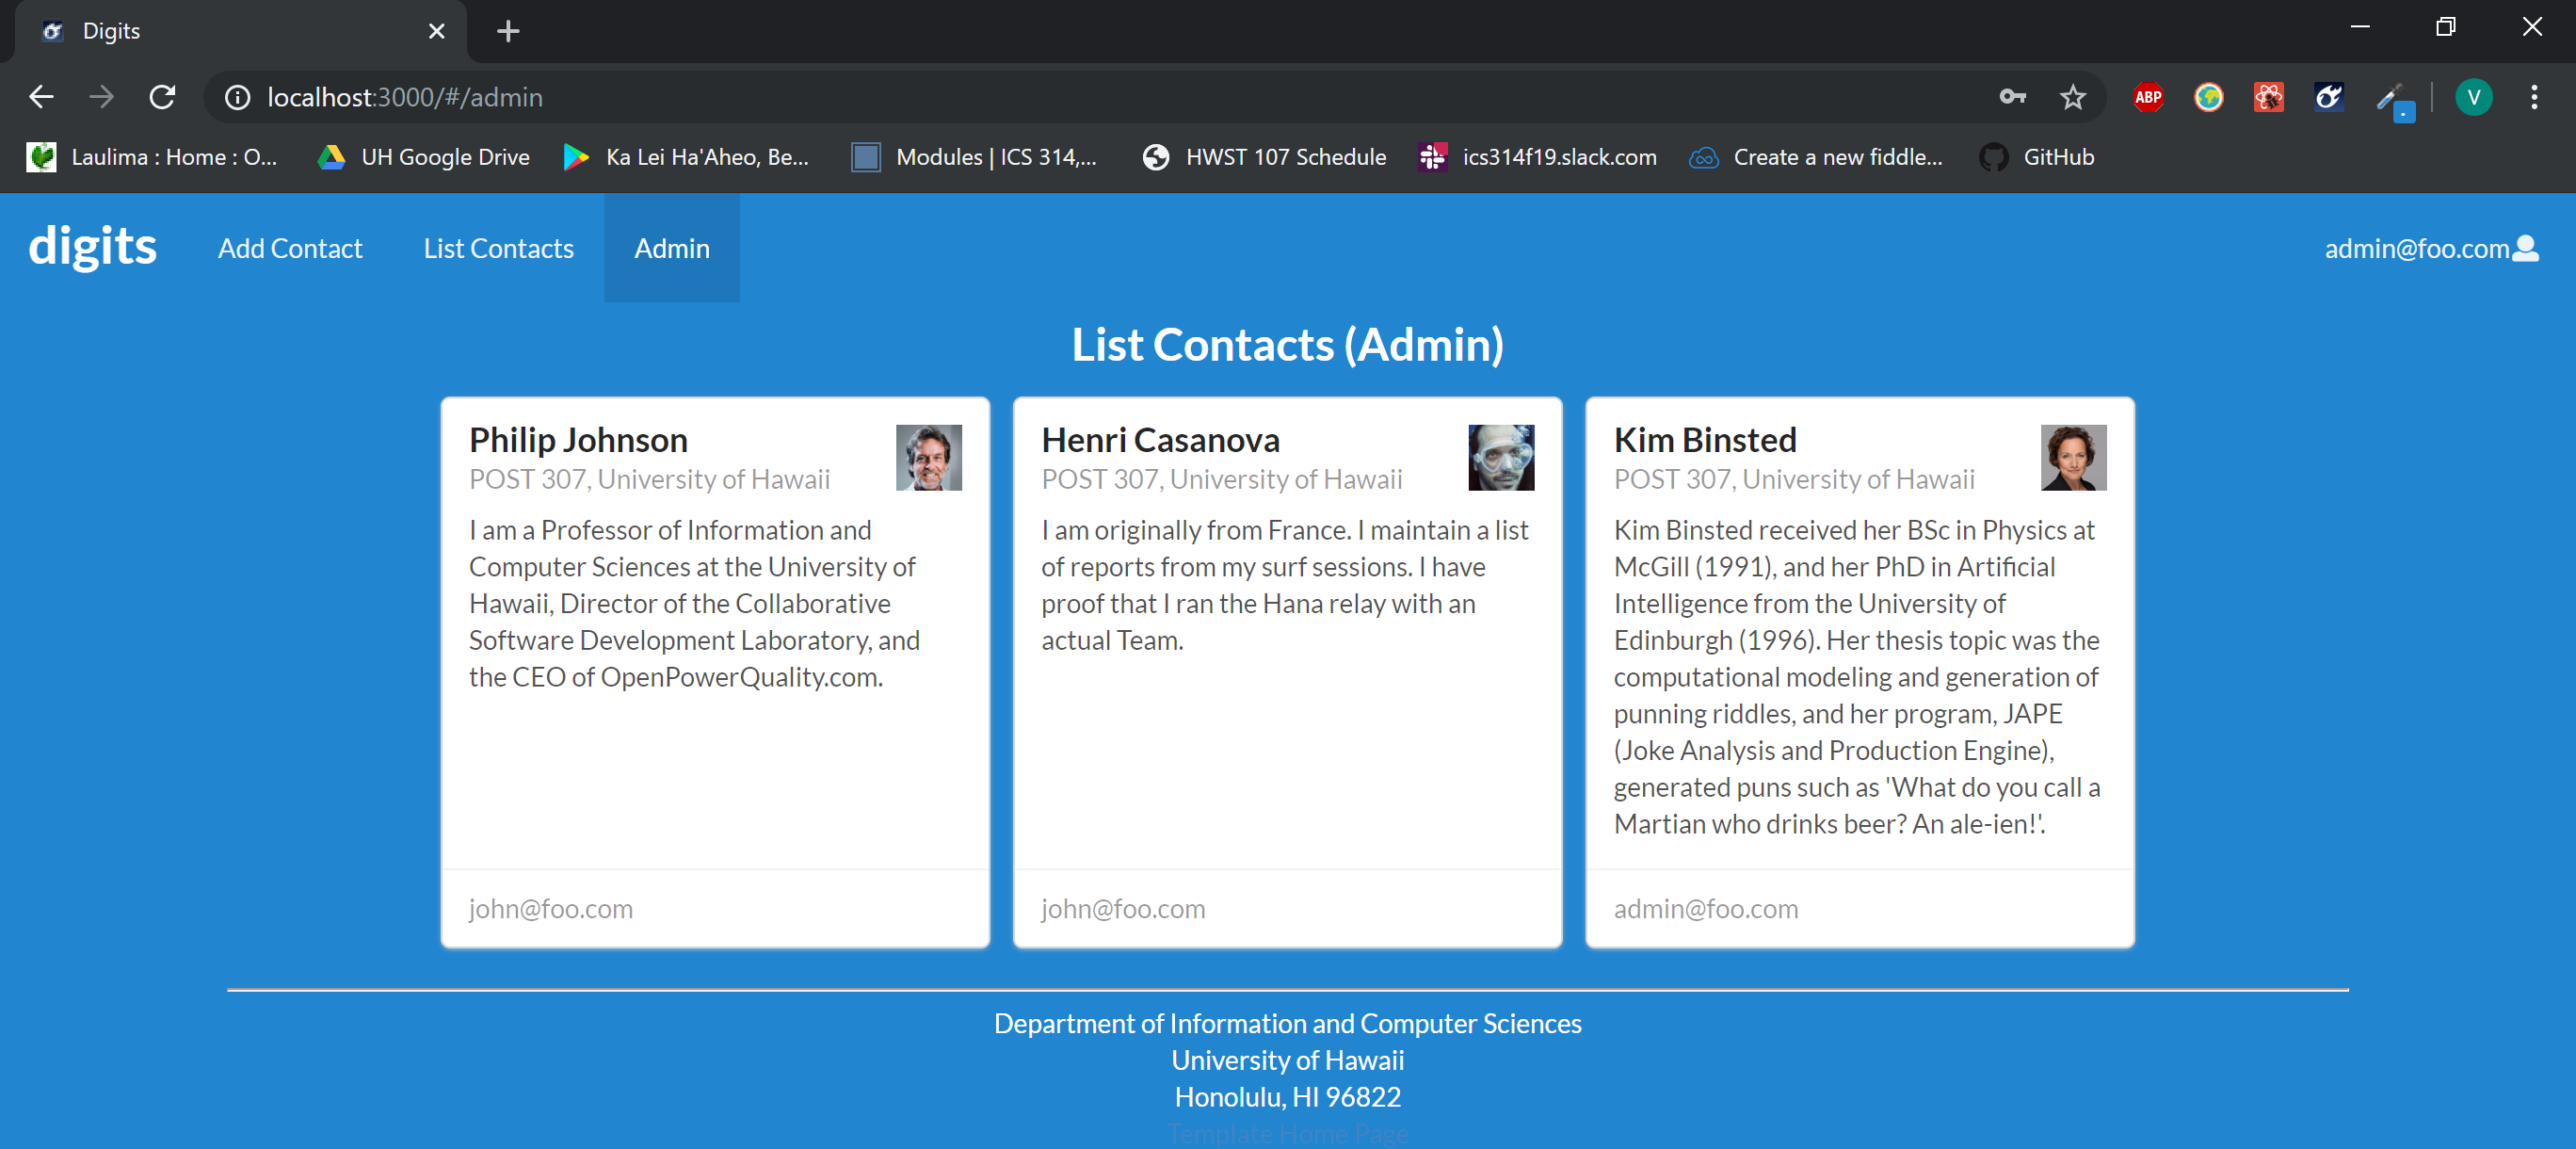 Digits
localhost:3000/#/admin
ABP
V
Laulima : Home : O...
UH Google Drive
Ka Lei Ha'Aheo, Be...
Modules | ICS 314,...
HWST 107 Schedule
ics314f19.slack.com
Create a new fiddle...
GitHub
digits
Add Contact
List Contacts
Admin
admin@foo.com
List Contacts (Admin)
Philip Johnson
POST 307, University of Hawaii
I am a Professor of Information and
Computer Sciences at the University of
Hawaii, Director of the Collaborative
Software Development Laboratory, and
the CEO of OpenPowerQuality.com.
john@foo.com
Henri Casanova
POST 307, University of Hawaii
I am originally from France. I maintain a list
of reports from my surf sessions. I have
proof that I ran the Hana relay with an
actual Team.
john@foo.com
Kim Binsted
POST 307, University of Hawaii
Kim Binsted received her BSc in Physics at
McGill (1991), and her PhD in Artificial
Intelligence from the University of
Edinburgh (1996). Her thesis topic was the
computational modeling and generation of
punning riddles, and her program, JAPE
(Joke Analysis and Production Engine),
generated puns such as 'What do you call a
Martian who drinks beer? An ale-ien!'.
admin@foo.com
Department of Information and Computer Sciences
University of Hawaii
Honolulu, HI 96822
Template Home Page